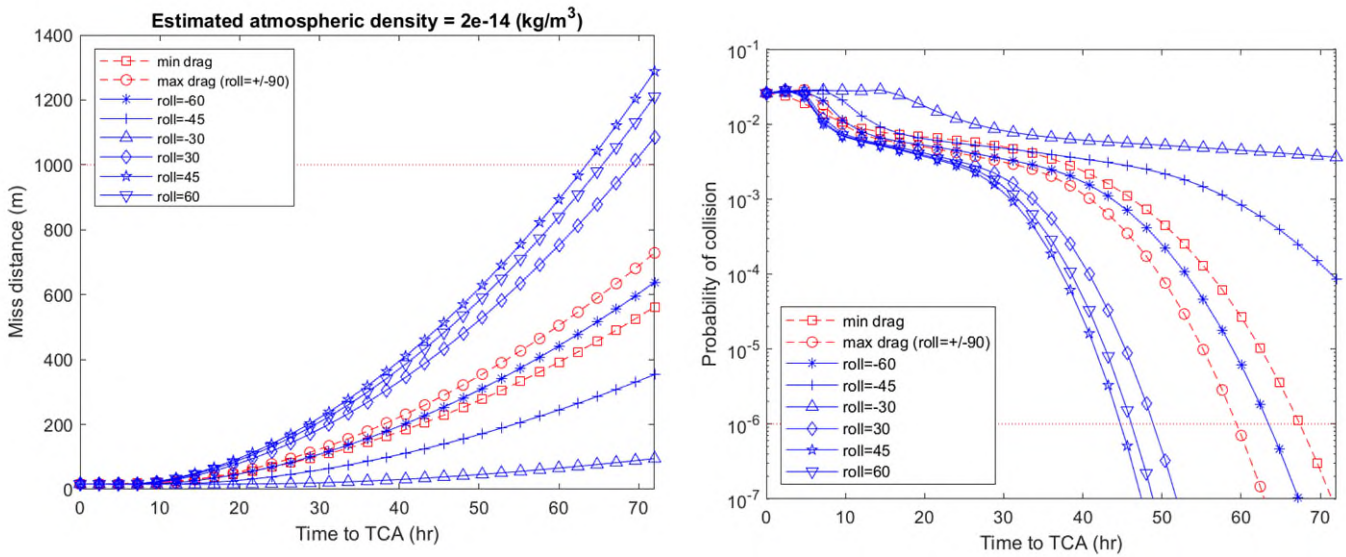 Estimated atmospheric density = 2e-14 (kg/m³)
Miss distance (m)
1400
1200
1000
800
600
400
200
0
min drag
max drag (roll=+/-90)
roll=-60
roll=-45
roll=-30
roll=30
roll=45
roll=60
0 10 20 30 40 50 60 70
Time to TCA (hr)
Probability of collision
10⁻¹
10⁻²
10⁻³
10⁻⁴
10⁻⁵
10⁻⁶
10⁻⁷
min drag
max drag (roll=+/-90)
roll=-60
roll=-45
roll=-30
roll=30
roll=45
roll=60
0 10 20 30 40 50 60 70
Time to TCA (hr)